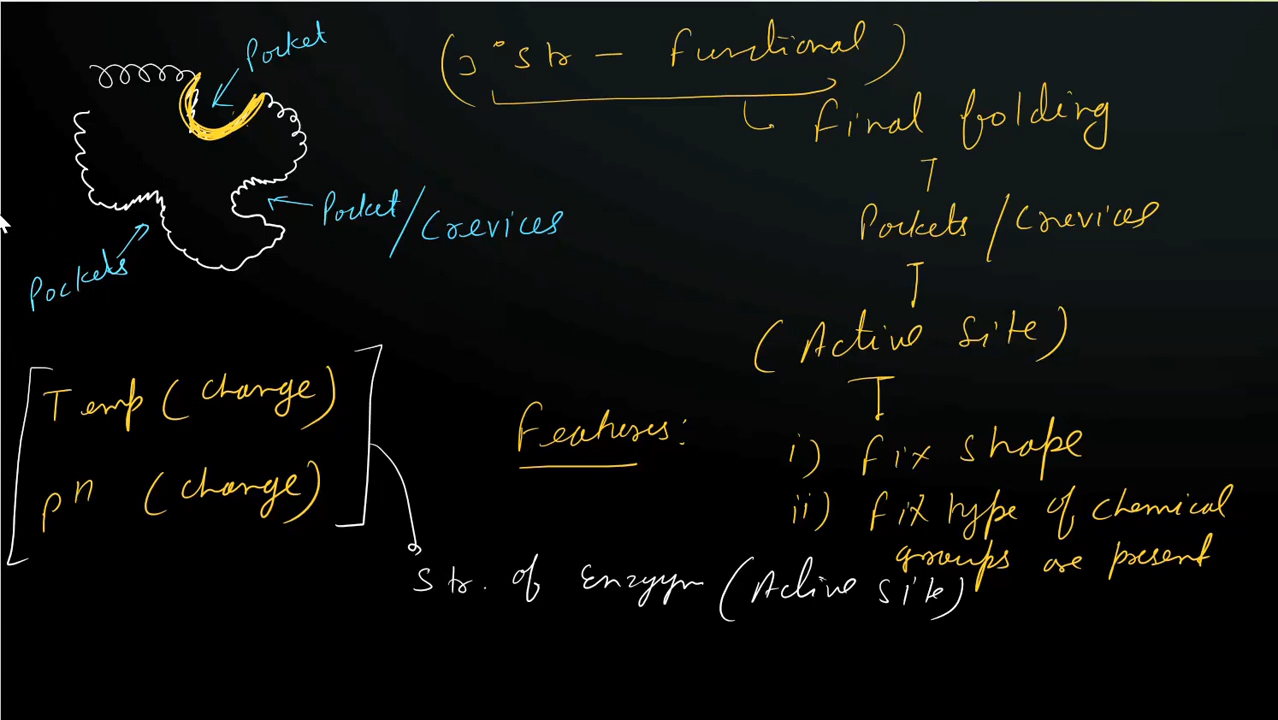 Pocket
(3° str - functional)
final folding
Pockets / Crevices
Pocket / Crevices
Pockets
(Active site)
Temp (change)
Features:
i) fix shape
pH (change)
ii) fix type of chemical
groups are present
Str. of Enzym (Active site)